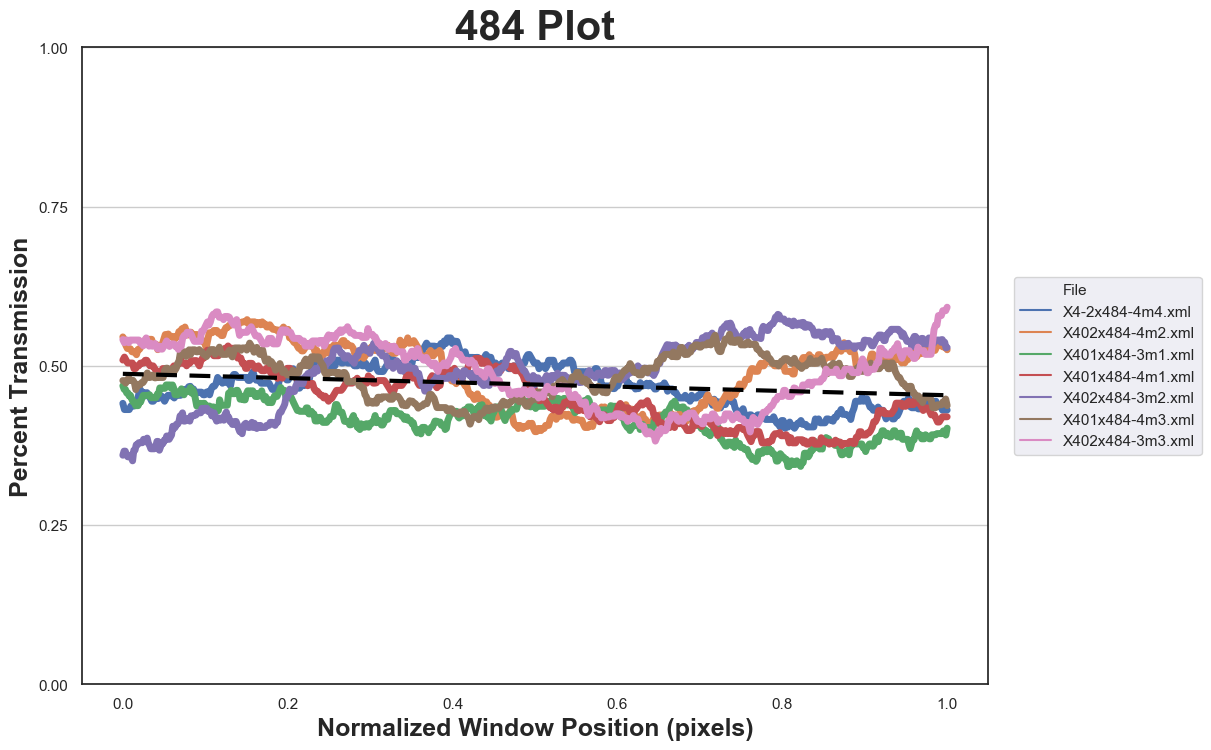 484 Plot
1.00
0.75
0.50
0.25
0.00
Percent Transmission
0.0 0.2 0.4 0.6 0.8 1.0
Normalized Window Position (pixels)
File
X4-2x484-4m4.xml
X402x484-4m2.xml
X401x484-3m1.xml
X401x484-4m1.xml
X402x484-3m2.xml
X401x484-4m3.xml
X402x484-3m3.xml